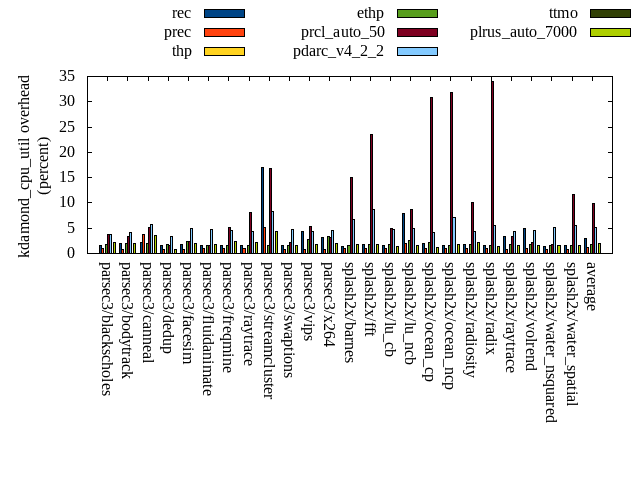 rec
prec
thp
ethp
prcl_auto_50
pdarc_v4_2_2
ttmo
plrus_auto_7000
kdamond_cpu_util overhead
(percent)
35
30
25
20
15
10
5
0
parsec3/blackscholes
parsec3/bodytrack
parsec3/canneal
parsec3/dedup
parsec3/facesim
parsec3/fluidanimate
parsec3/freqmine
parsec3/raytrace
parsec3/streamcluster
parsec3/swaptions
parsec3/vips
parsec3/x264
splash2x/barnes
splash2x/fft
splash2x/lu_cb
splash2x/lu_ncb
splash2x/ocean_cp
splash2x/ocean_ncp
splash2x/radiosity
splash2x/radix
splash2x/raytrace
splash2x/volrend
splash2x/water_nsquared
splash2x/water_spatial
average